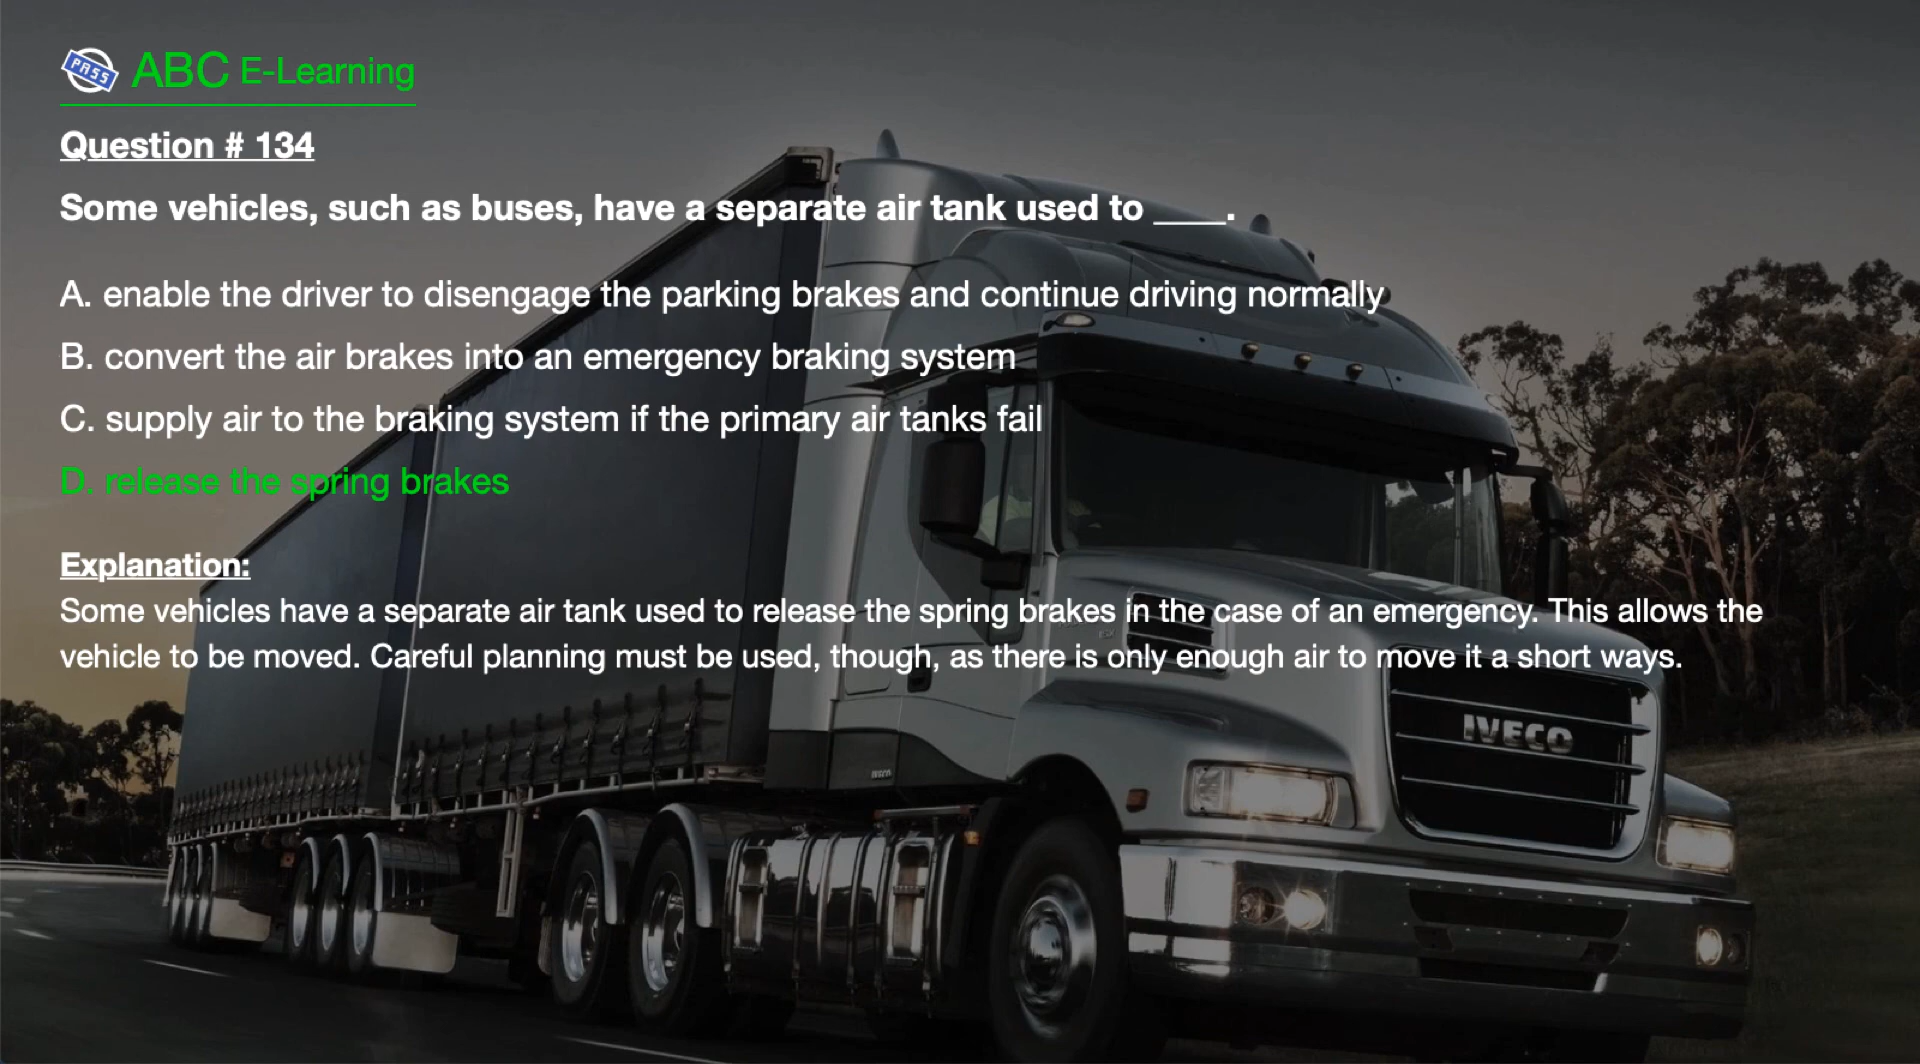 PASS
ABC E-Learning
Question # 134
Some vehicles, such as buses, have a separate air tank used to ____.
A. enable the driver to disengage the parking brakes and continue driving normally
B. convert the air brakes into an emergency braking system
C. supply air to the braking system if the primary air tanks fail
D. release the spring brakes
Explanation:
Some vehicles have a separate air tank used to release the spring brakes in the case of an emergency. This allows the
vehicle to be moved. Careful planning must be used, though, as there is only enough air to move it a short ways.
IVECO
IVECO